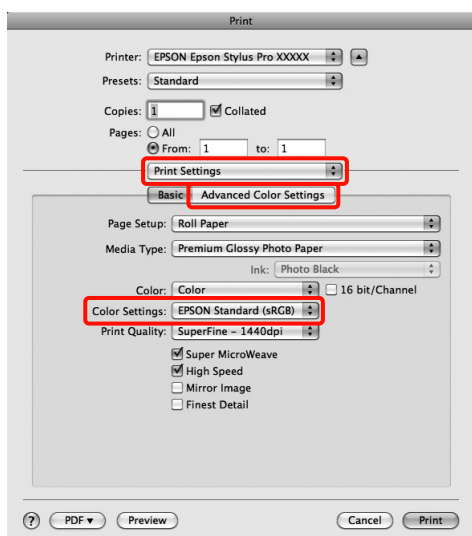 Print
Printer: EPSON Epson Stylus Pro XXXXX
Presets: Standard
Copies: 1 Collated
Pages: All
From: 1 to: 1
Print Settings
Basic Advanced Color Settings
Page Setup: Roll Paper
Media Type: Premium Glossy Photo Paper
Ink: Photo Black
Color: Color 16 bit/Channel
Color Settings: EPSON Standard (sRGB)
Print Quality: SuperFine – 1440dpi
Super MicroWeave
High Speed
Mirror Image
Finest Detail
? PDF Preview Cancel Print